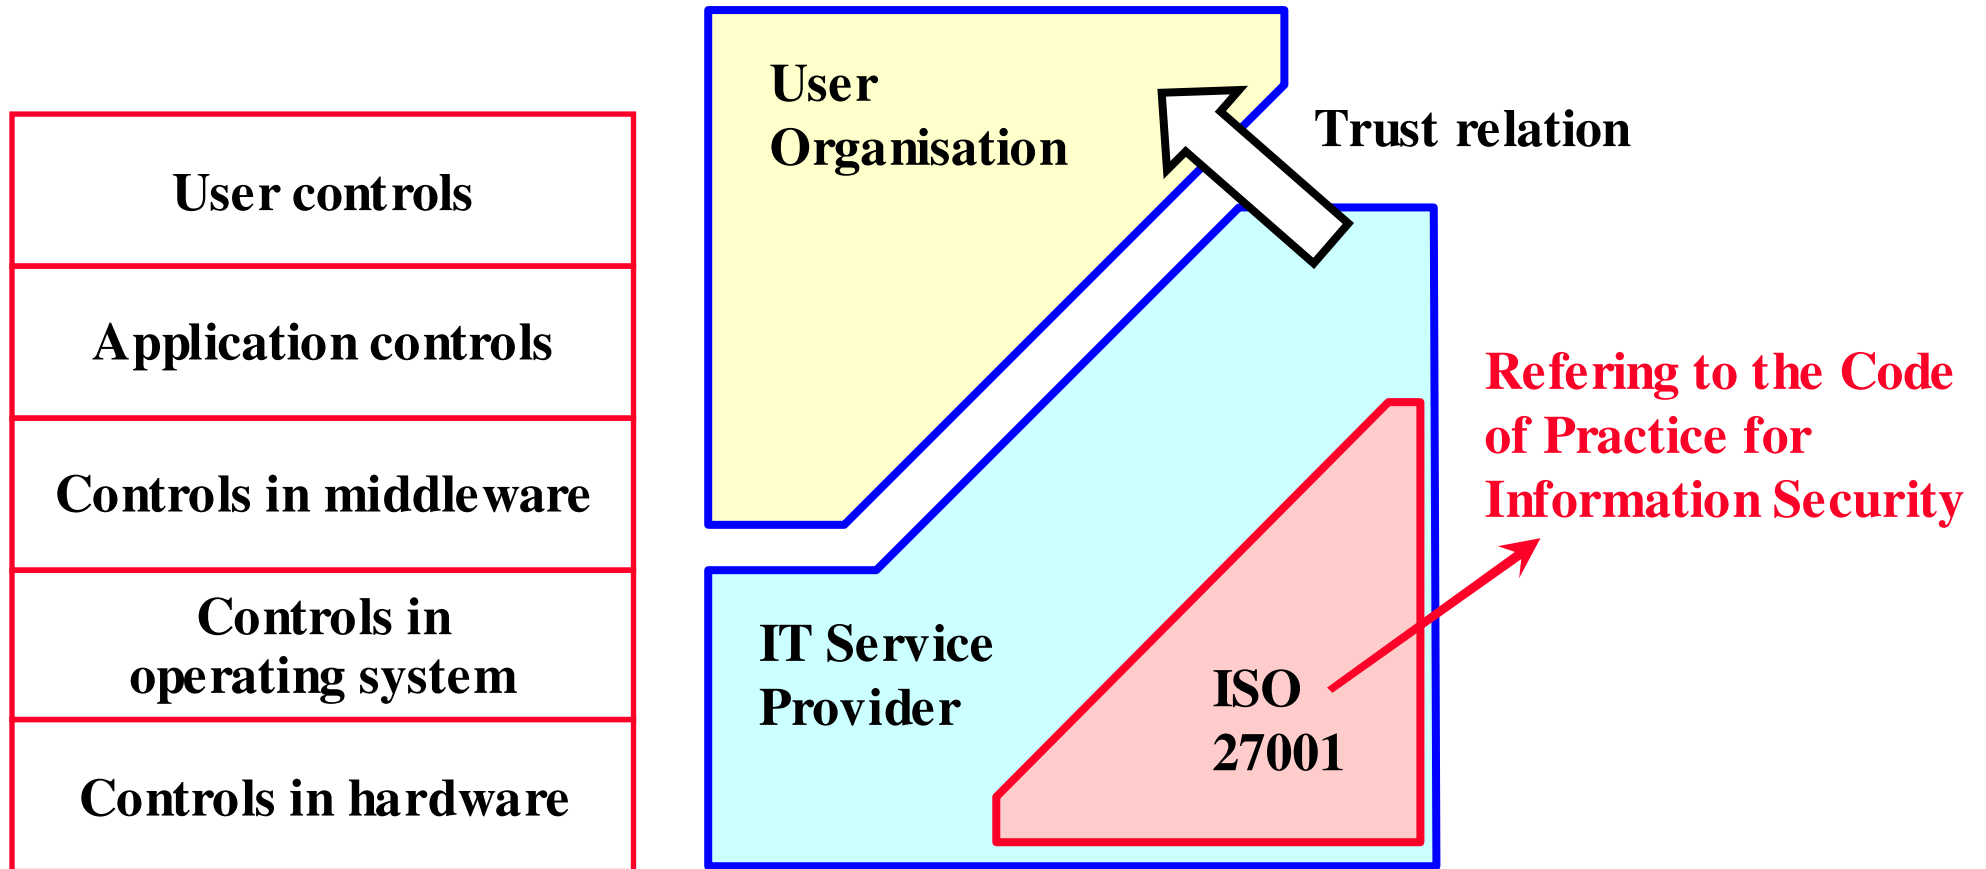 User controls
Application controls
Controls in middleware
Controls in
operating system
Controls in hardware
User
Organisation
Trust relation
IT Service
Provider
ISO
27001
Refering to the Code
of Practice for
Information Security